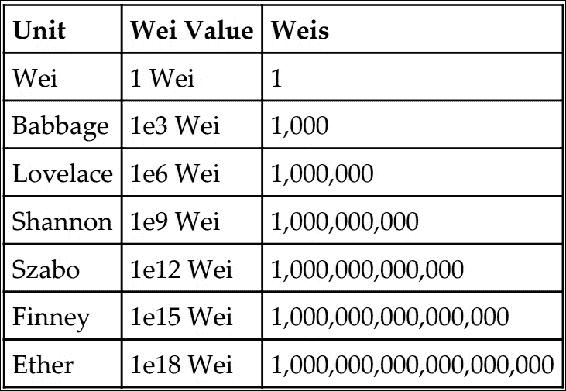 Unit Wei Value Weis
Wei 1 Wei 1
Babbage 1e3 Wei 1,000
Lovelace 1e6 Wei 1,000,000
Shannon 1e9 Wei 1,000,000,000
Szabo 1e12 Wei 1,000,000,000,000
Finney 1e15 Wei 1,000,000,000,000,000
Ether 1e18 Wei 1,000,000,000,000,000,000